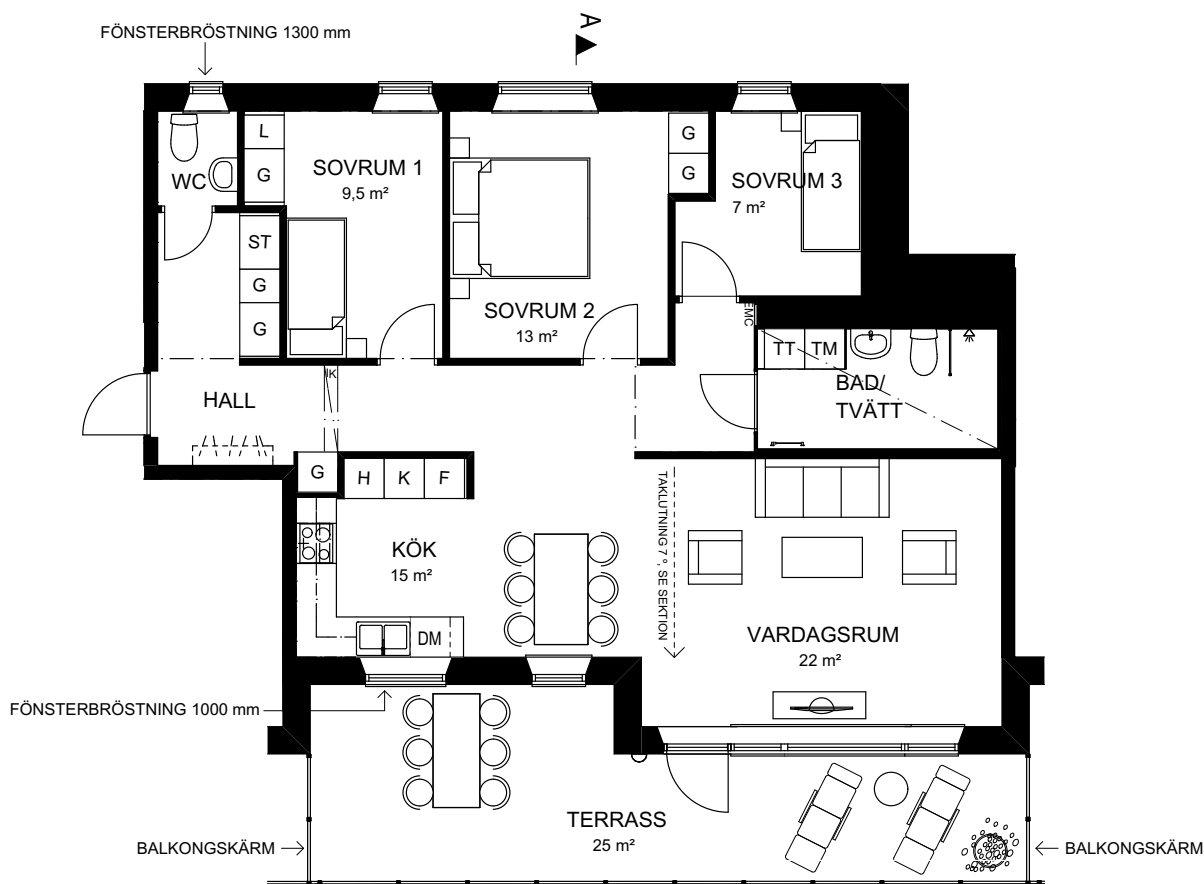 A
FÖNSTERBRÖSTNING 1300 mm
L
G
WC
SOVRUM 1
9,5 m²
G
G
SOVRUM 3
7 m²
ST
G
G
SOVRUM 2
13 m²
EMC
TT
TM
BAD/
TVÄTT
HALL
IK
G
H
K
F
KÖK
15 m²
TAKLUTNING 7 º, SE SEKTION
DM
VARDAGSRUM
22 m²
FÖNSTERBRÖSTNING 1000 mm
TERRASS
25 m²
BALKONGSKÄRM
BALKONGSKÄRM